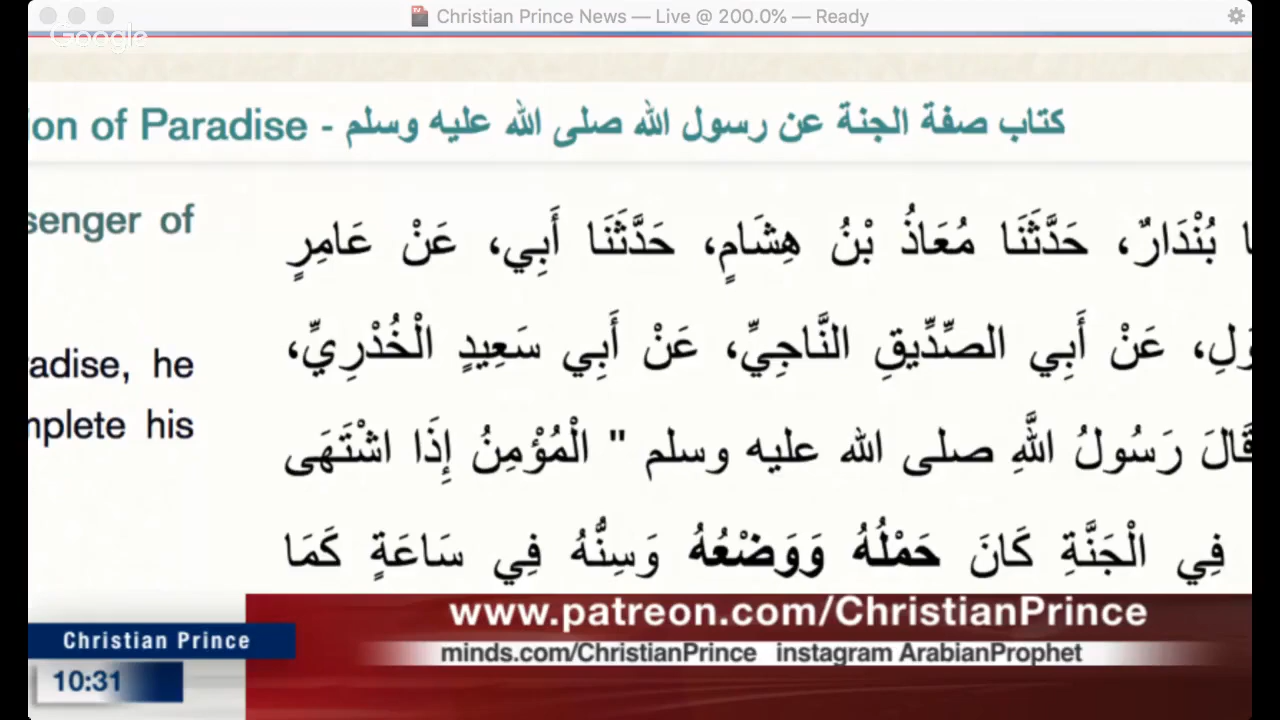 Christian Prince News — Live @ 200.0% — Ready
Google
ion of Paradise - كتاب صفة الجنة عن رسول الله صلى الله عليه وسلم
senger of
بُنْدَارٌ، حَدَّثَنَا مُعَاذُ بْنُ هِشَامٍ، حَدَّثَنَا أَبِي، عَنْ عَامِرٍ
عَنْ أَبِي الصِّدِّيقِ النَّاجِيِّ، عَنْ أَبِي سَعِيدٍ الْخُدْرِيِّ،
adise, he
mplete his
قَالَ رَسُولُ اللَّهِ صلى الله عليه وسلم " الْمُؤْمِنُ إِذَا اشْتَهَى
فِي الْجَنَّةِ كَانَ حَمْلُهُ وَوَضْعُهُ وَسِنُّهُ فِي سَاعَةٍ كَمَا
www.patreon.com/ChristianPrince
Christian Prince
minds.com/ChristianPrince instagram ArabianProphet
10:31